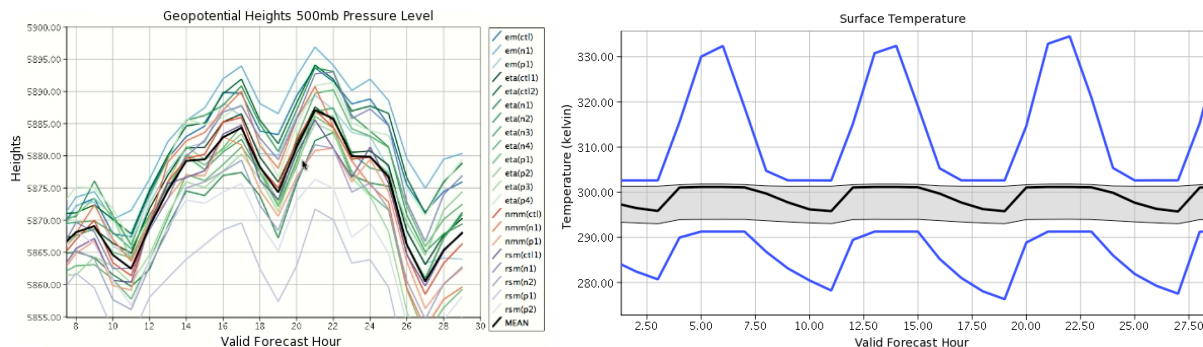 Geopotential Heights 500mb Pressure Level
5900.00
5895.00
5890.00
5885.00
5880.00
5875.00
5870.00
5865.00
5860.00
5855.00
Heights
8 10 12 14 16 18 20 22 24 26 28 30
Valid Forecast Hour
em(ctl)
em(n1)
em(p1)
eta(ctl1)
eta(ctl2)
eta(n1)
eta(n2)
eta(n3)
eta(n4)
eta(p1)
eta(p2)
eta(p3)
eta(p4)
nmm(ctl)
nmm(n1)
nmm(p1)
rsm(ctl1)
rsm(n1)
rsm(n2)
rsm(p1)
rsm(p2)
MEAN
Surface Temperature
330.00
320.00
310.00
300.00
290.00
280.00
Temperature (kelvin)
2.50 5.00 7.50 10.00 12.50 15.00 17.50 20.00 22.50 25.00 27.50
Valid Forecast Hour